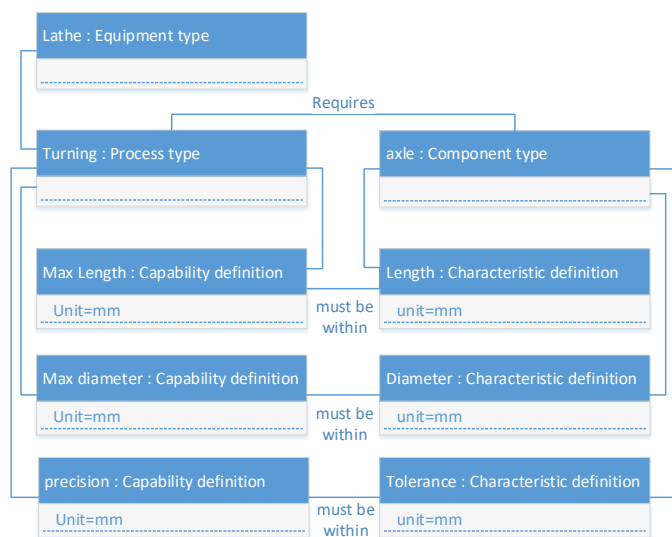 Lathe : Equipment type
Requires
Turning : Process type
axle : Component type
Max Length : Capability definition
Length : Characteristic definition
Unit=mm
must be
within
unit=mm
Max diameter : Capability definition
Diameter : Characteristic definition
Unit=mm
must be
within
unit=mm
precision : Capability definition
Tolerance : Characteristic definition
Unit=mm
must be
within
unit=mm